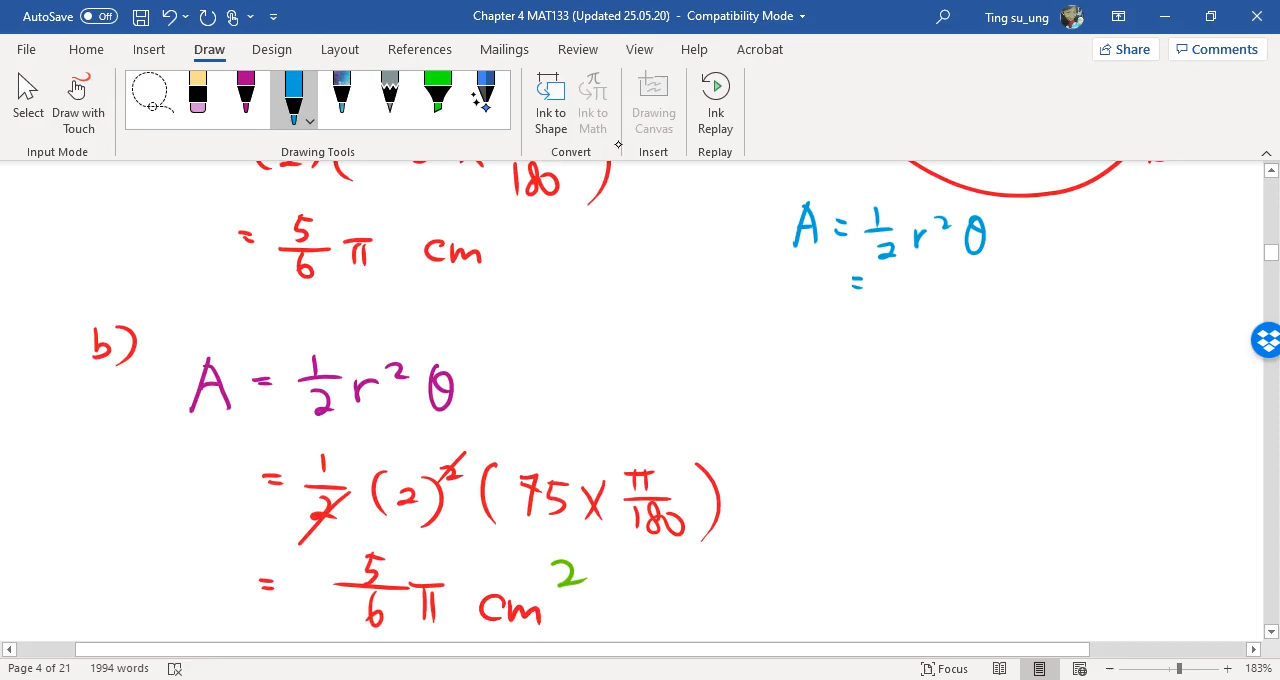 AutoSave Off Chapter 4 MAT133 (Updated 25.05.20) - Compatibility Mode Ting su_ung
File Home Insert Draw Design Layout References Mailings Review View Help Acrobat Share Comments
Select Draw with Touch Ink to Shape Ink to Math Drawing Canvas Ink Replay
Input Mode Drawing Tools Convert Insert Replay
180
= 5/6 π cm
A = 1/2 r² θ
=
b)
A = 1/2 r² θ
= 1/2 (2)² (75 × π/180)
= 5/6 π cm²
Page 4 of 21 1994 words Focus 183%